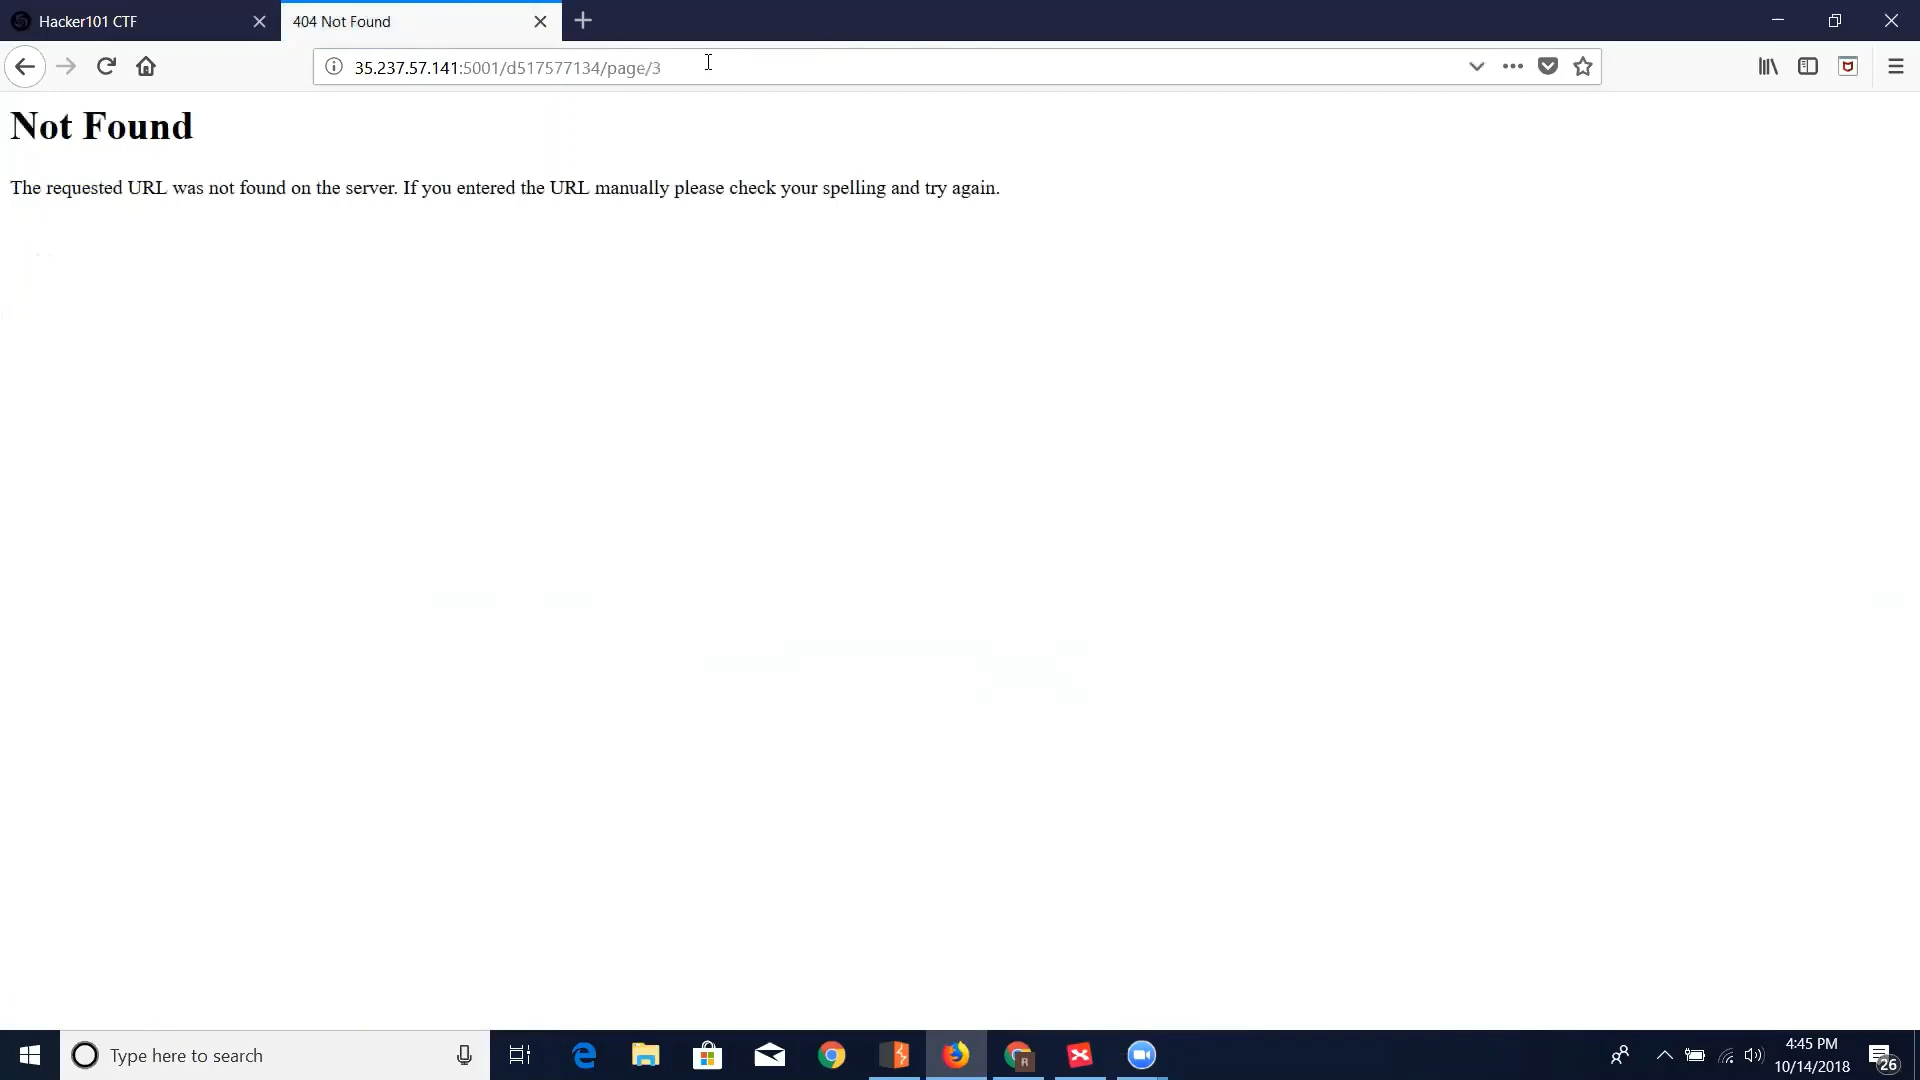 Hacker101 CTF
404 Not Found
35.237.57.141:5001/d517577134/page/3
Not Found
The requested URL was not found on the server. If you entered the URL manually please check your spelling and try again.
Type here to search
R
4:45 PM
10/14/2018
26